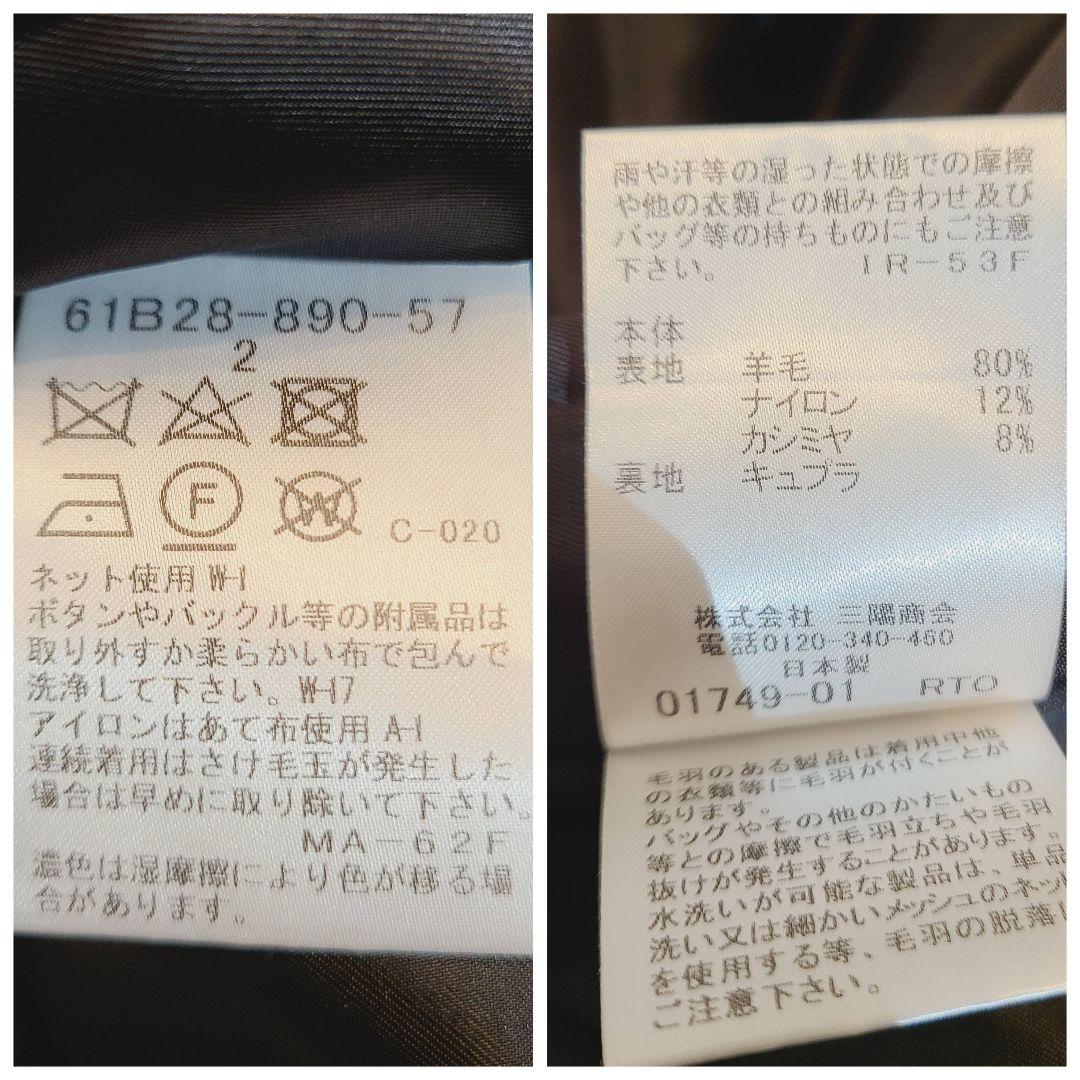 61B28-890-57
2
F
W
C-020
ネット使用 W-1
ボタンやバックル等の附属品は
取り外すか柔らかい布で包んで
洗浄して下さい。W-17
アイロンはあて布使用 A-1
連続着用はさけ毛玉が発生した
場合は早めに取り除いて下さい。
MA-62F
濃色は湿摩擦により色が移る場
合があります。
雨や汗等の湿った状態での摩擦
や他の衣類との組み合わせ及び
バッグ等の持ちものにもご注意
下さい。 IR-53F
本体
表地 羊毛 80%
ナイロン 12%
カシミヤ 8%
裏地 キュプラ
株式会社 三陽商会
電話0120-340-460
日本製
01749-01 RTO
毛羽のある製品は着用中他
の衣類等に毛羽が付くことが
あります。
バッグやその他のかたいもの
等との摩擦で毛羽立ちや毛羽
抜けが発生することがあります。
水洗いが可能な製品は、単品
洗い又は細かいメッシュのネット
を使用する等、毛羽の脱落に
ご注意下さい。